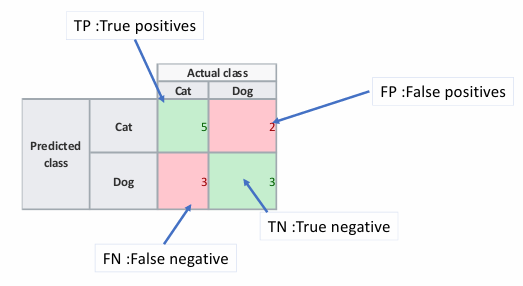 TP :True positives
Actual class
Cat Dog
FP :False positives
Predicted
class
Cat 5 2
Dog 3 3
TN :True negative
FN :False negative